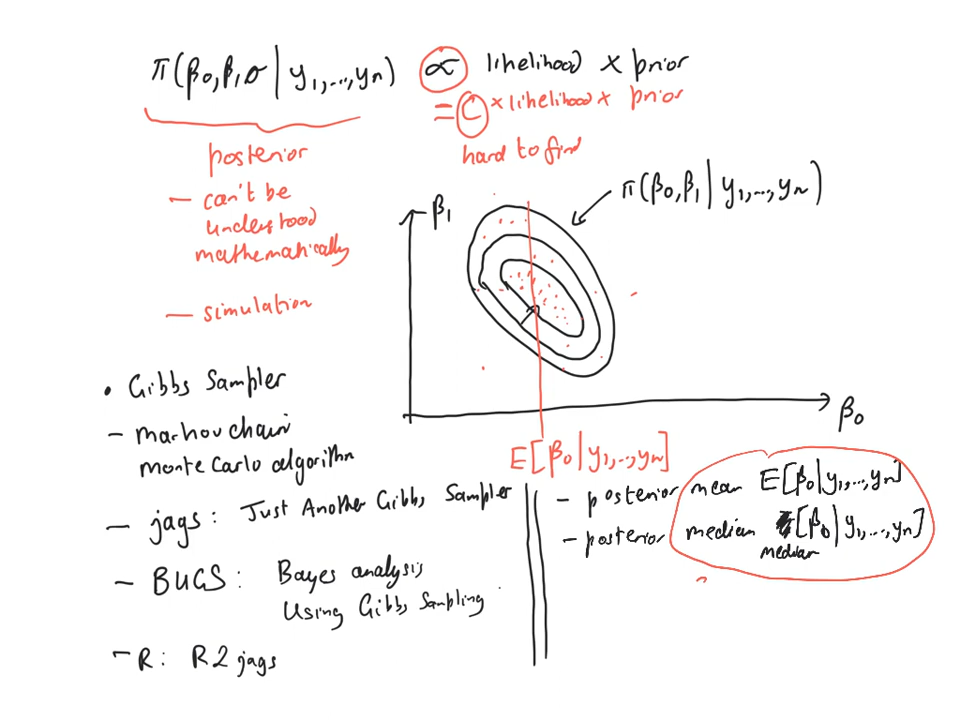 π(β0,β1,σ | y1,...,yn) ∝ likelihood × prior
= C × likelihood × prior
posterior
hard to find
— can't be
understood
mathematically
— simulation
π(β0,β1 | y1,...,yn)
β1
β0
E[β0 | y1,...,yn]
• Gibbs Sampler
— markov chain
monte Carlo algorithm
— jags: Just Another Gibbs Sampler
— BUGS: Bayes analysis
Using Gibbs Sampling
— R: R2jags
— posterior mean E[β0|y1,...,yn]
— posterior median [β0|y1,...,yn]
median